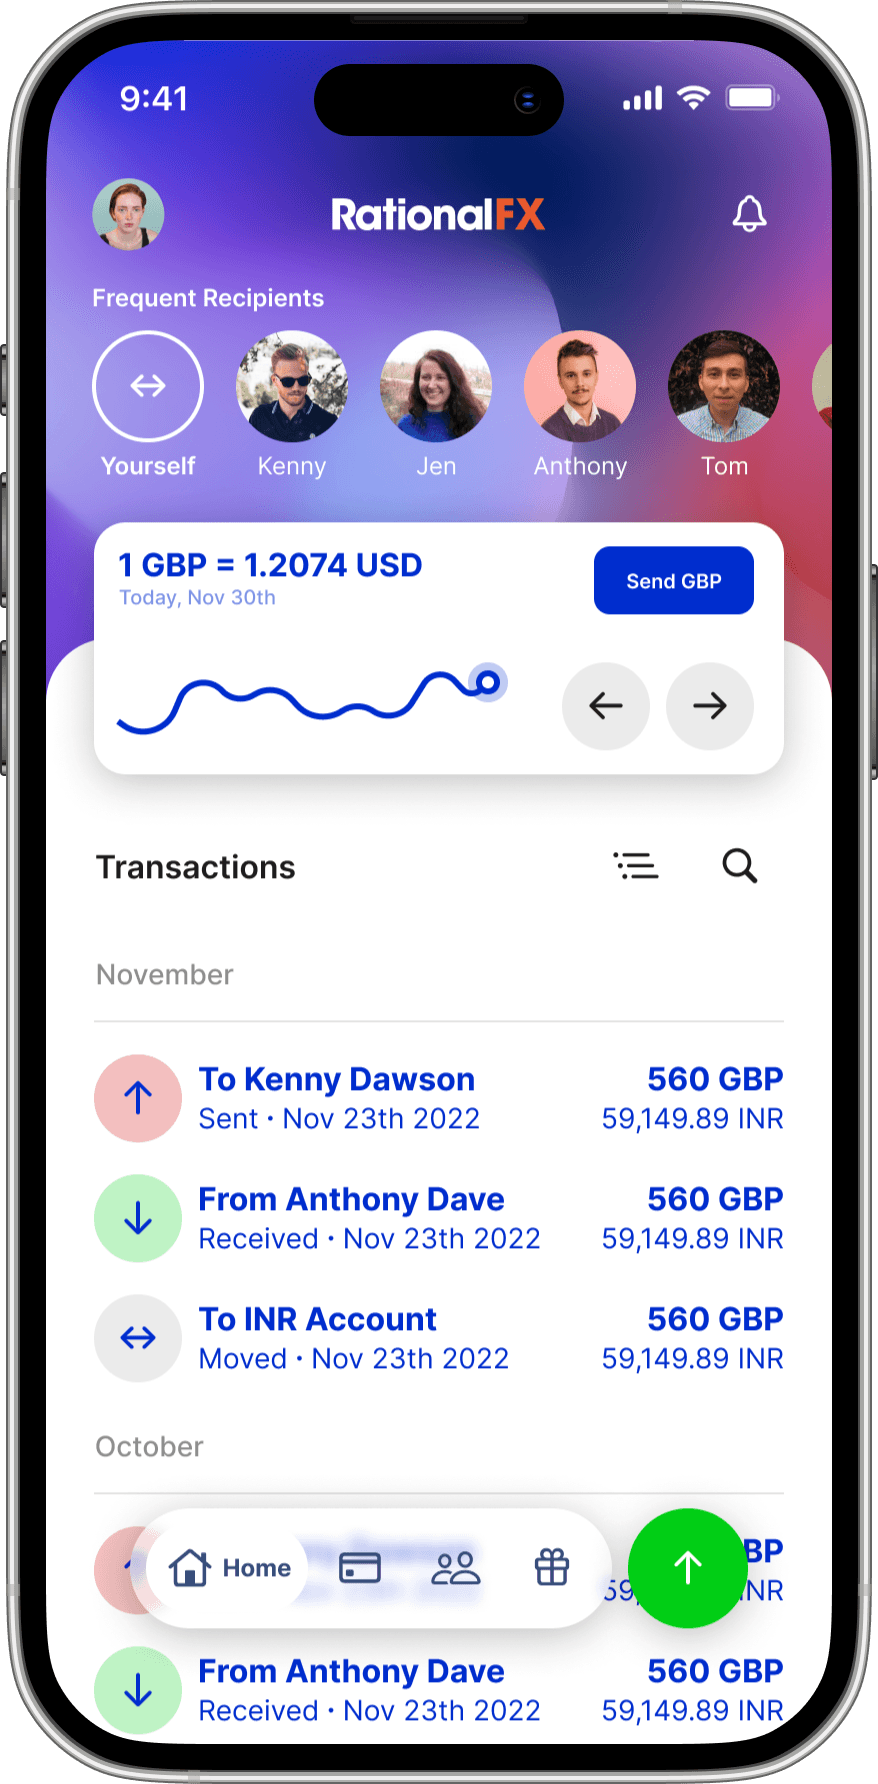 9:41
RationalFX
Frequent Recipients
Yourself
Kenny
Jen
Anthony
Tom
1 GBP = 1.2074 USD
Today, Nov 30th
Send GBP
Transactions
November
To Kenny Dawson
560 GBP
Sent • Nov 23th 2022
59,149.89 INR
From Anthony Dave
560 GBP
Received • Nov 23th 2022
59,149.89 INR
To INR Account
560 GBP
Moved • Nov 23th 2022
59,149.89 INR
October
BP
59, NR
Home
From Anthony Dave
560 GBP
Received • Nov 23th 2022
59,149.89 INR